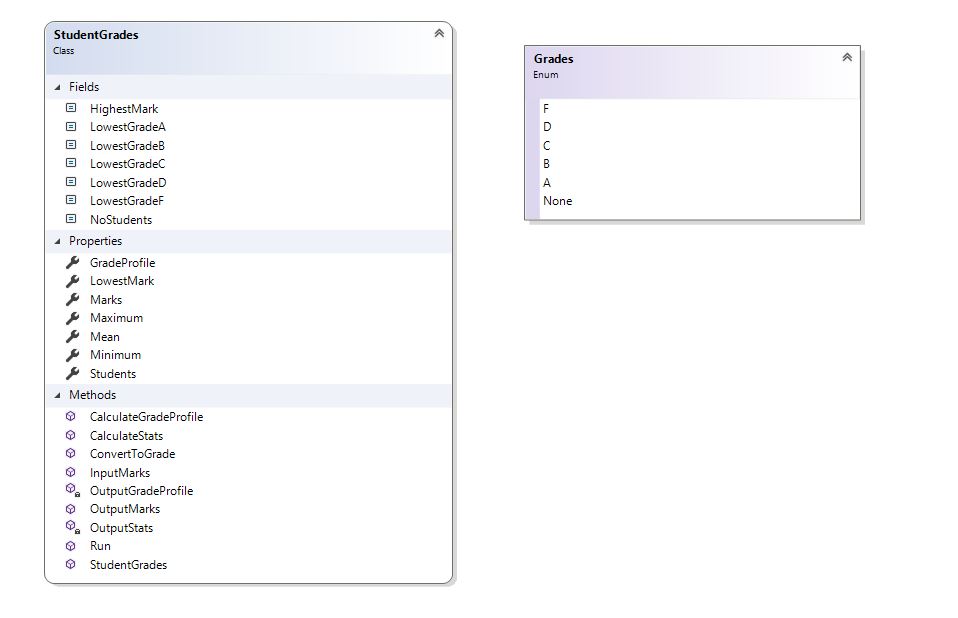 StudentGrades
Class
Fields
HighestMark
LowestGradeA
LowestGradeB
LowestGradeC
LowestGradeD
LowestGradeF
NoStudents
Properties
GradeProfile
LowestMark
Marks
Maximum
Mean
Minimum
Students
Methods
CalculateGradeProfile
CalculateStats
ConvertToGrade
InputMarks
OutputGradeProfile
OutputMarks
OutputStats
Run
StudentGrades
Grades
Enum
F
D
C
B
A
None